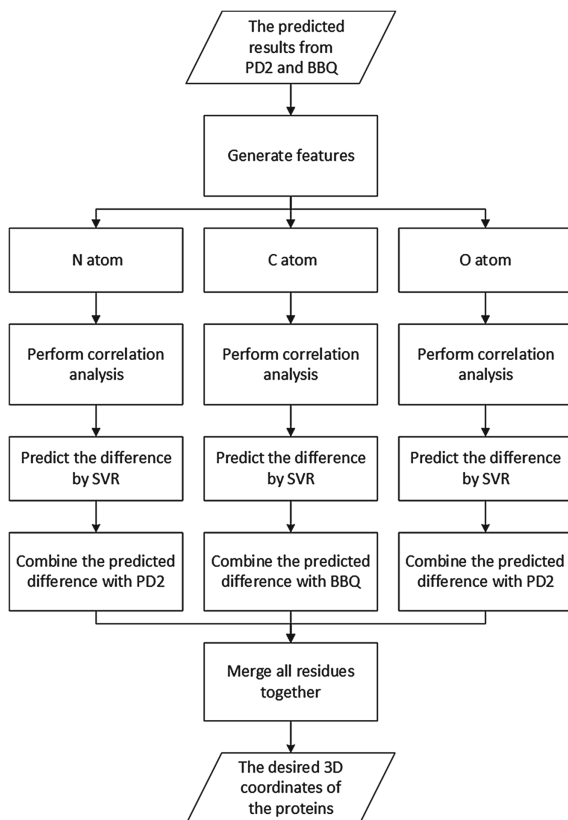 The predicted
results from
PD2 and BBQ
Generate features
N atom
C atom
O atom
Perform correlation
analysis
Perform correlation
analysis
Perform correlation
analysis
Predict the difference
by SVR
Predict the difference
by SVR
Predict the difference
by SVR
Combine the predicted
difference with PD2
Combine the predicted
difference with BBQ
Combine the predicted
difference with PD2
Merge all residues
together
The desired 3D
coordinates of
the proteins